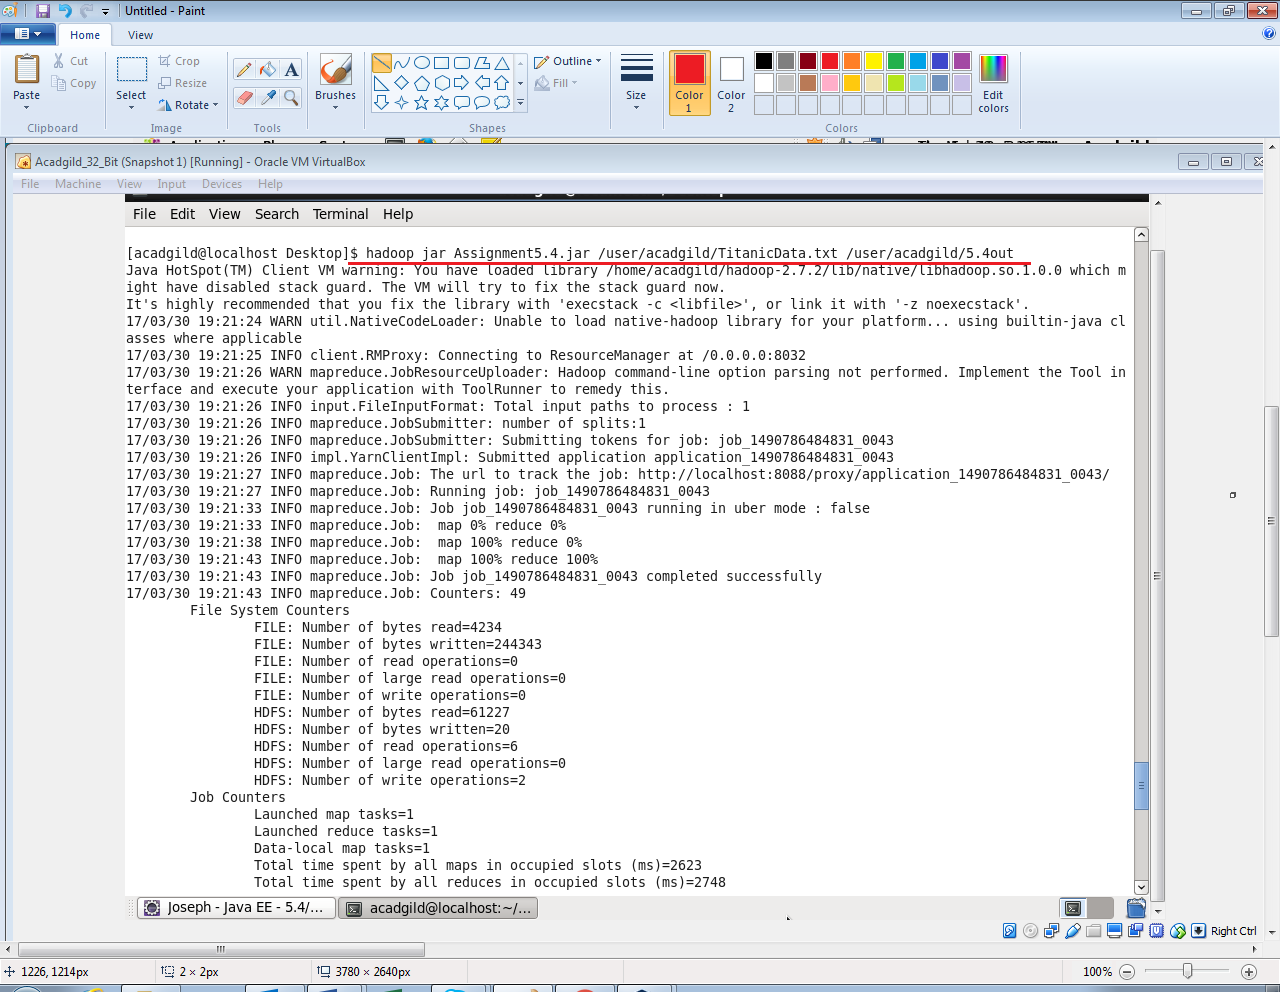 Untitled - Paint
Home View
Paste
Cut
Copy
Clipboard
Select
Crop
Resize
Rotate
Image
Tools
Brushes
Shapes
Outline
Fill
Size
Color 1
Color 2
Edit colors
Colors
Acadgild_32_Bit (Snapshot 1) [Running] - Oracle VM VirtualBox
File Machine View Input Devices Help
File Edit View Search Terminal Help
[acadgild@localhost Desktop]$ hadoop jar Assignment5.4.jar /user/acadgild/TitanicData.txt /user/acadgild/5.4out
Java HotSpot(TM) Client VM warning: You have loaded library /home/acadgild/hadoop-2.7.2/lib/native/libhadoop.so.1.0.0 which m
ight have disabled stack guard. The VM will try to fix the stack guard now.
It's highly recommended that you fix the library with 'execstack -c <libfile>', or link it with '-z noexecstack'.
17/03/30 19:21:24 WARN util.NativeCodeLoader: Unable to load native-hadoop library for your platform... using builtin-java cl
asses where applicable
17/03/30 19:21:25 INFO client.RMProxy: Connecting to ResourceManager at /0.0.0.0:8032
17/03/30 19:21:26 WARN mapreduce.JobResourceUploader: Hadoop command-line option parsing not performed. Implement the Tool in
terface and execute your application with ToolRunner to remedy this.
17/03/30 19:21:26 INFO input.FileInputFormat: Total input paths to process : 1
17/03/30 19:21:26 INFO mapreduce.JobSubmitter: number of splits:1
17/03/30 19:21:26 INFO mapreduce.JobSubmitter: Submitting tokens for job: job_1490786484831_0043
17/03/30 19:21:26 INFO impl.YarnClientImpl: Submitted application application_1490786484831_0043
17/03/30 19:21:27 INFO mapreduce.Job: The url to track the job: http://localhost:8088/proxy/application_1490786484831_0043/
17/03/30 19:21:27 INFO mapreduce.Job: Running job: job_1490786484831_0043
17/03/30 19:21:33 INFO mapreduce.Job: Job job_1490786484831_0043 running in uber mode : false
17/03/30 19:21:33 INFO mapreduce.Job:  map 0% reduce 0%
17/03/30 19:21:38 INFO mapreduce.Job:  map 100% reduce 0%
17/03/30 19:21:43 INFO mapreduce.Job:  map 100% reduce 100%
17/03/30 19:21:43 INFO mapreduce.Job: Job job_1490786484831_0043 completed successfully
17/03/30 19:21:43 INFO mapreduce.Job: Counters: 49
File System Counters
FILE: Number of bytes read=4234
FILE: Number of bytes written=244343
FILE: Number of read operations=0
FILE: Number of large read operations=0
FILE: Number of write operations=0
HDFS: Number of bytes read=61227
HDFS: Number of bytes written=20
HDFS: Number of read operations=6
HDFS: Number of large read operations=0
HDFS: Number of write operations=2
Job Counters
Launched map tasks=1
Launched reduce tasks=1
Data-local map tasks=1
Total time spent by all maps in occupied slots (ms)=2623
Total time spent by all reduces in occupied slots (ms)=2748
Joseph - Java EE - 5.4/... acadgild@localhost:~/...
Right Ctrl
1226, 1214px 2 × 2px 3780 × 2640px 100%